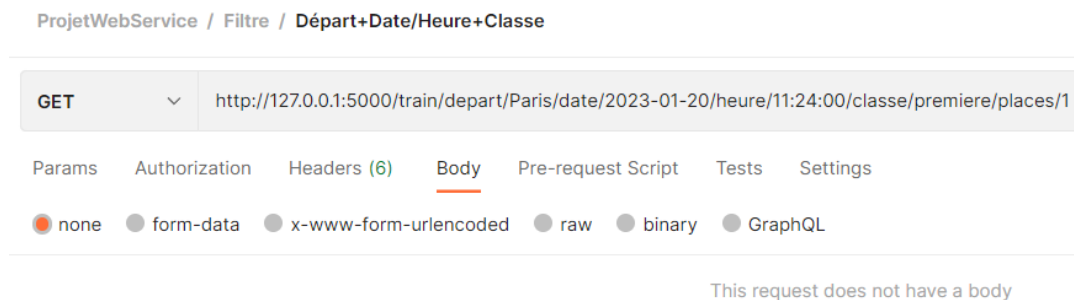 ProjetWebService / Filtre / Départ+Date/Heure+Classe
GET http://127.0.0.1:5000/train/depart/Paris/date/2023-01-20/heure/11:24:00/classe/premiere/places/1
Params Authorization Headers (6) Body Pre-request Script Tests Settings
none form-data x-www-form-urlencoded raw binary GraphQL
This request does not have a body